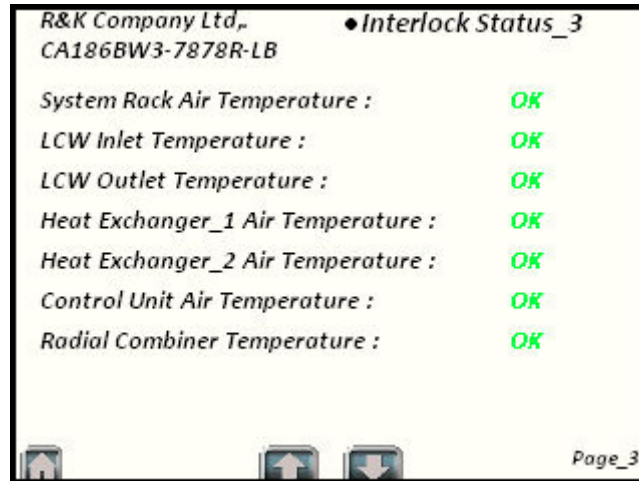 R&K Company Ltd,.
●Interlock Status_3
CA186BW3-7878R-LB
System Rack Air Temperature : OK
LCW Inlet Temperature : OK
LCW Outlet Temperature : OK
Heat Exchanger_1 Air Temperature : OK
Heat Exchanger_2 Air Temperature : OK
Control Unit Air Temperature : OK
Radial Combiner Temperature : OK
Page_3